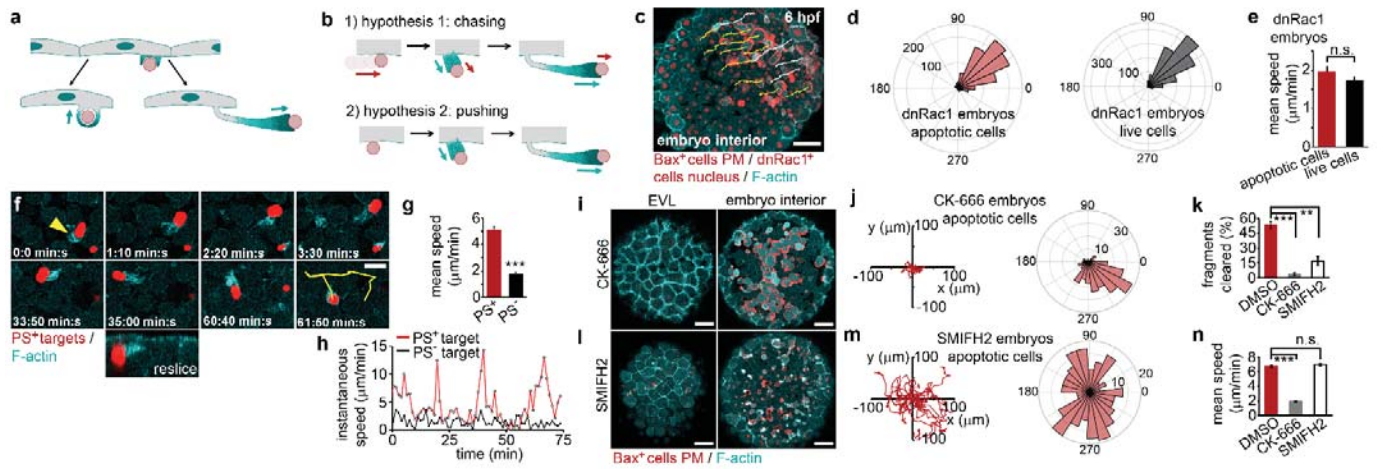 a
b
1) hypothesis 1: chasing
2) hypothesis 2: pushing
c
6 hpf
embryo interior
Bax+ cells PM / dnRac1+
cells nucleus / F-actin
d
90
200
100
180
0
dnRac1 embryos
apoptotic cells
270
90
300
100
180
0
dnRac1 embryos
live cells
270
e
dnRac1
embryos
n.s.
mean speed
(μm/min)
2
1
0
apoptotic cells
live cells
f
0:0 min:s
1:10 min:s
2:20 min:s
3:30 min:s
33:50 min:s
35:00 min:s
60:40 min:s
61:50 min:s
PS+ targets /
F-actin
reslice
g
mean speed
(μm/min)
6
4
2
0
***
PS+
PS-
h
PS+ target
PS- target
instantaneous
speed (μm/min)
15
10
5
0
0
25
50
75
time (min)
i
EVL
embryo interior
CK-666
l
SMIFH2
Bax+ cells PM / F-actin
j
CK-666 embryos
apoptotic cells
y (μm)
100
-100
100
x (μm)
-100
90
30
10
180
0
270
k
fragments
cleared (%)
60
45
30
15
0
***
**
DMSO
CK-666
SMIFH2
m
SMIFH2 embryos
apoptotic cells
y (μm)
100
-100
100
x (μm)
-100
90
20
10
180
0
270
n
mean speed
(μm/min)
8
6
4
2
0
n.s.
***
DMSO
CK-666
SMIFH2